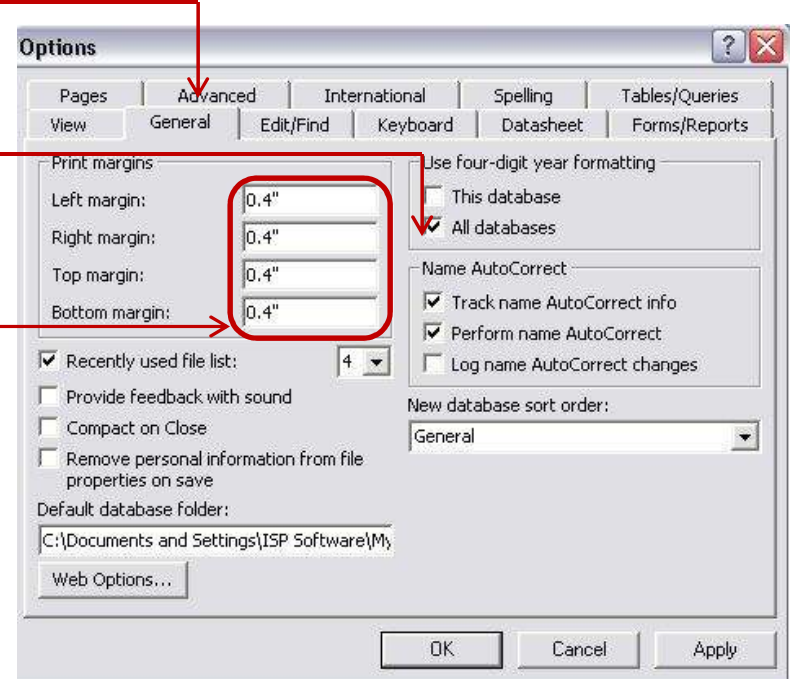 Options
Pages Advanced International Spelling Tables/Queries
View General Edit/Find Keyboard Datasheet Forms/Reports
Print margins
Left margin: 0.4"
Right margin: 0.4"
Top margin: 0.4"
Bottom margin: 0.4"
Recently used file list: 4
Provide feedback with sound
Compact on Close
Remove personal information from file
properties on save
Default database folder:
C:\Documents and Settings\ISP Software\My
Web Options...
Use four-digit year formatting
This database
All databases
Name AutoCorrect
Track name AutoCorrect info
Perform name AutoCorrect
Log name AutoCorrect changes
New database sort order:
General
OK Cancel Apply